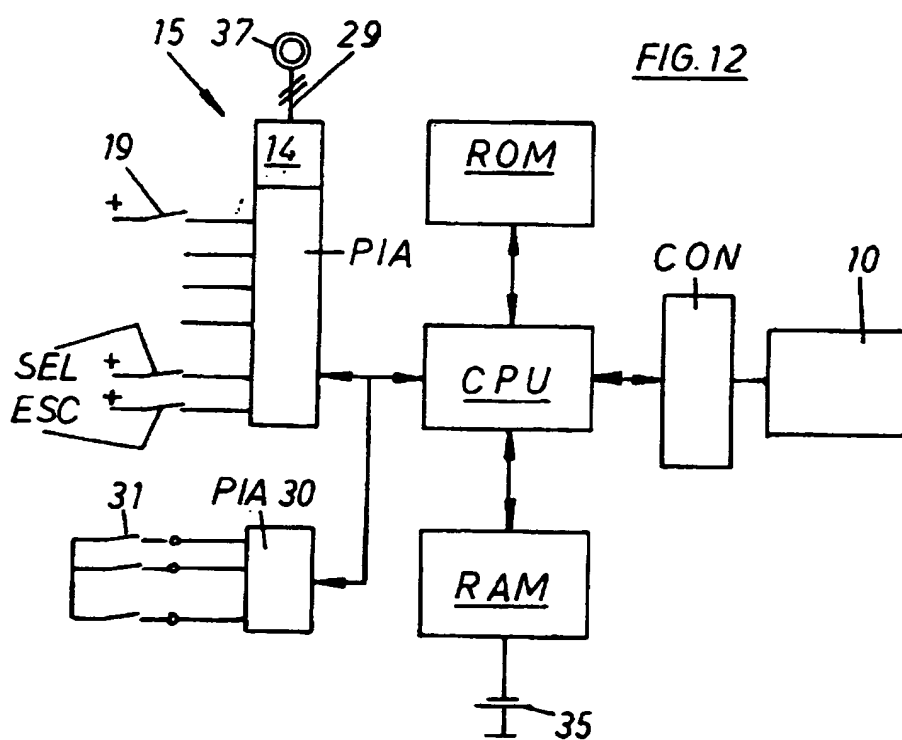 15
37
29
FIG. 12
14
ROM
19
+
PIA
CON
10
SEL +
ESC +
CPU
31
PIA 30
RAM
35